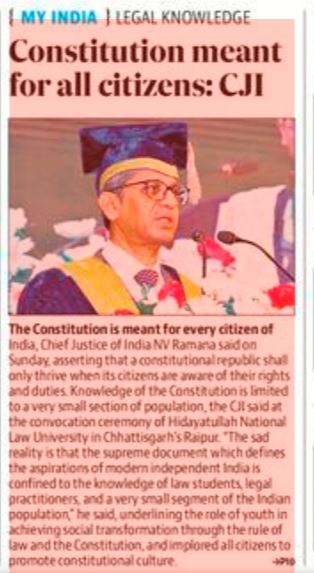 { MY INDIA } LEGAL KNOWLEDGE
Constitution meant
for all citizens: CJI
The Constitution is meant for every citizen of
India, Chief Justice of India NV Ramana said on
Sunday, asserting that a constitutional republic shall
only thrive when its citizens are aware of their rights
and duties. Knowledge of the Constitution is limited
to a very small section of population, the CJI said at
the convocation ceremony of Hidayatullah National
Law University in Chhattisgarh's Raipur. "The sad
reality is that the supreme document which defines
the aspirations of modern independent India is
confined to the knowledge of law students, legal
practitioners, and a very small segment of the Indian
population," he said, underlining the role of youth in
achieving social transformation through the rule of
law and the Constitution, and implored all citizens to
promote constitutional culture. →P10